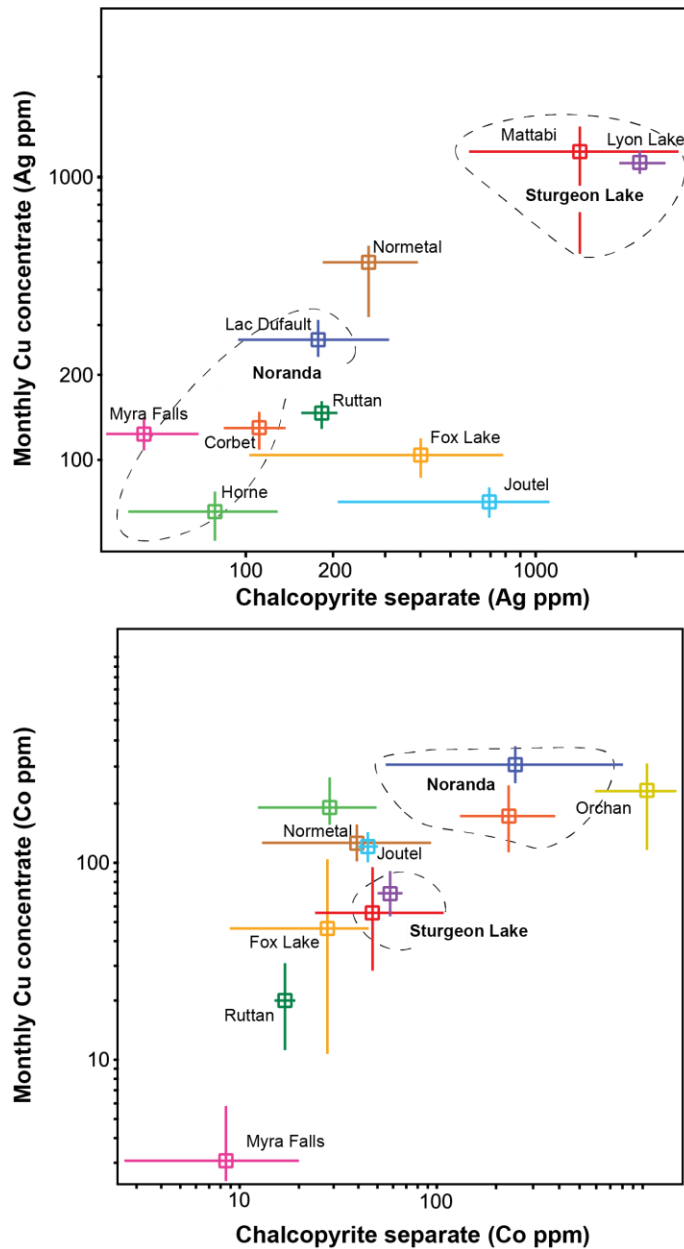 Monthly Cu concentrate (Ag ppm)
1000
200
100
Mattabi
Lyon Lake
Sturgeon Lake
Normetal
Lac Dufault
Noranda
Ruttan
Myra Falls
Corbet
Fox Lake
Horne
Joutel
100
200
1000
Chalcopyrite separate (Ag ppm)
Monthly Cu concentrate (Co ppm)
100
10
Noranda
Orchan
Normetal
Joutel
Sturgeon Lake
Fox Lake
Ruttan
Myra Falls
10
100
Chalcopyrite separate (Co ppm)